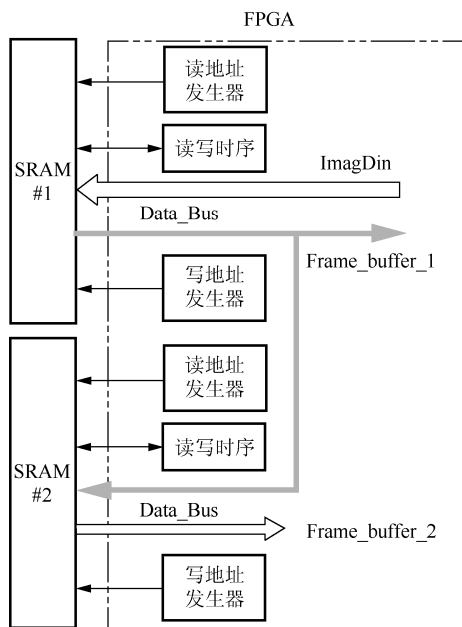 FPGA
读地址
发生器
读写时序
SRAM
#1
ImagDin
Data_Bus
Frame_buffer_1
写地址
发生器
读地址
发生器
读写时序
SRAM
#2
Data_Bus
Frame_buffer_2
写地址
发生器